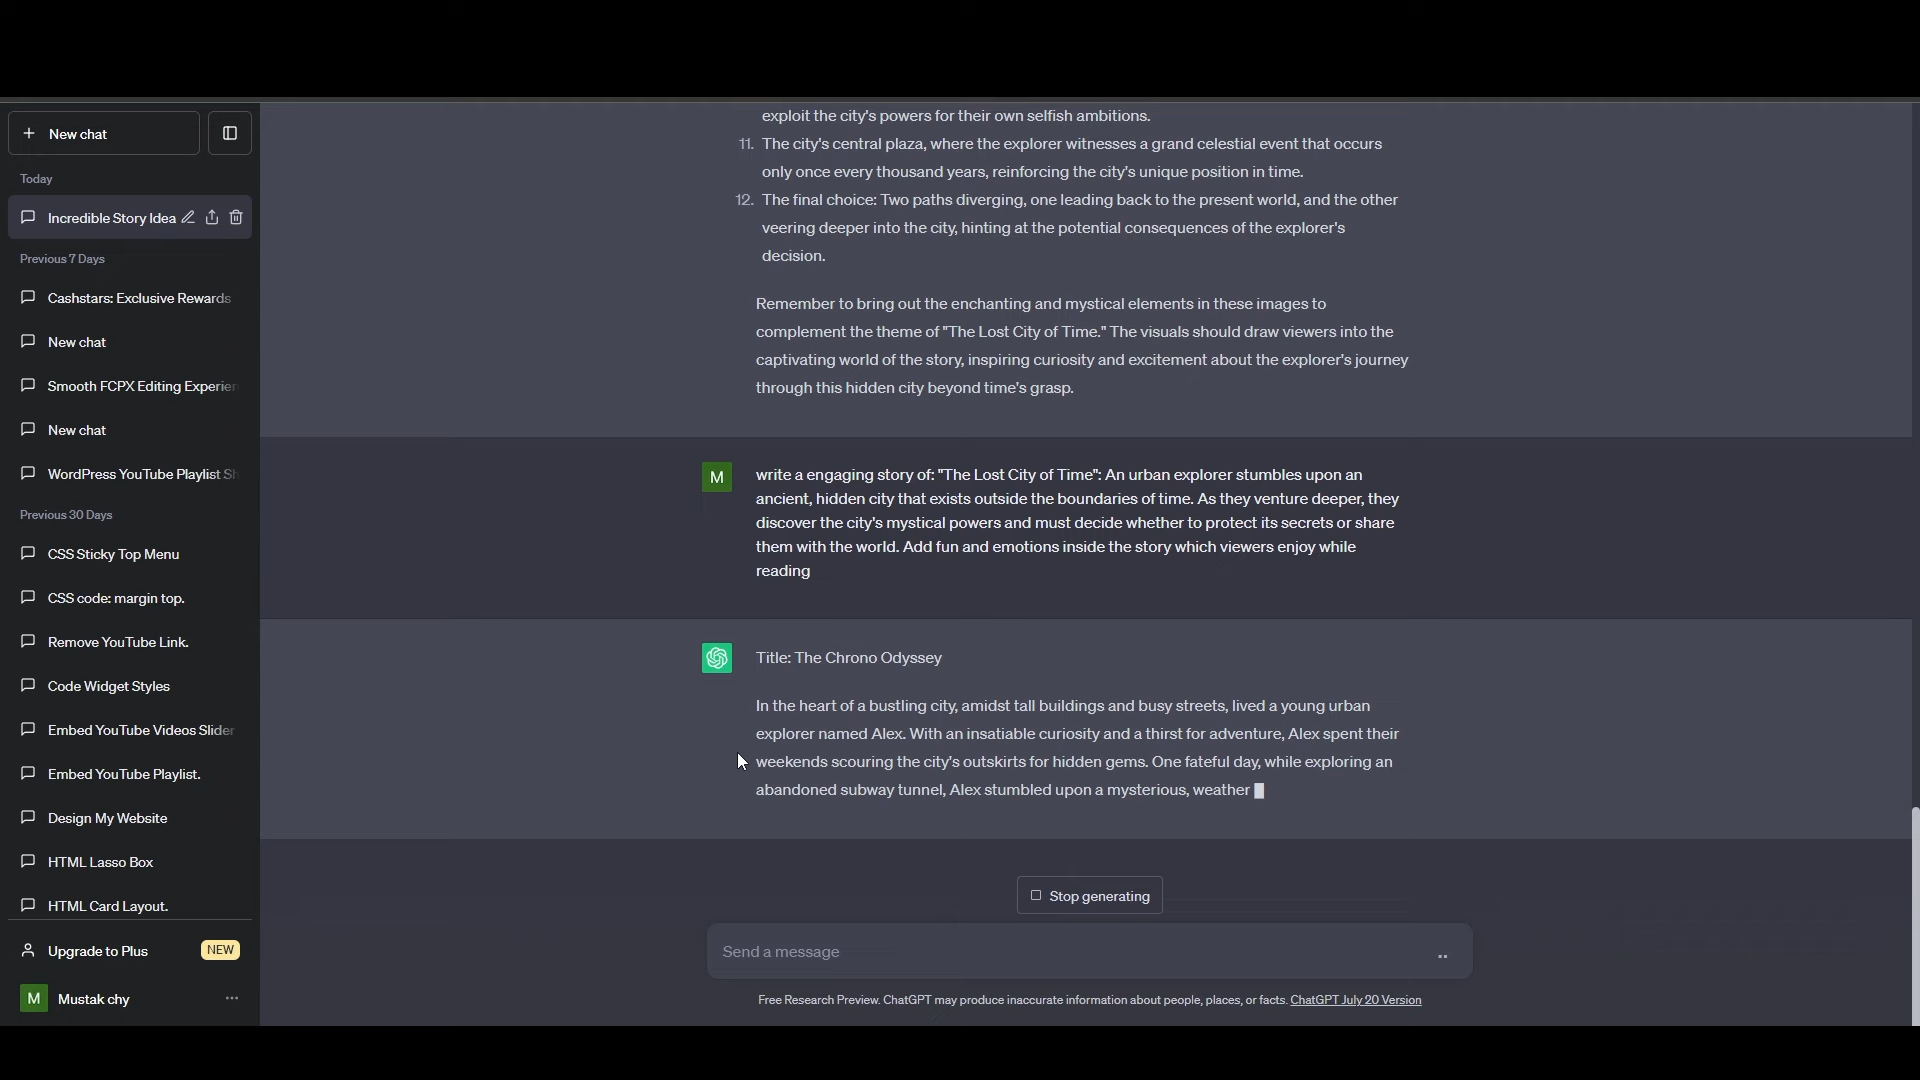 New chat
Today
Incredible Story Idea
Previous 7 Days
Cashstars: Exclusive Rewards
New chat
Smooth FCPX Editing Experien
New chat
WordPress YouTube Playlist Sl
Previous 30 Days
CSS Sticky Top Menu
CSS code: margin top.
Remove YouTube Link.
Code Widget Styles
Embed YouTube Videos Slider
Embed YouTube Playlist.
Design My Website
HTML Lasso Box
HTML Card Layout.
Upgrade to Plus NEW
M Mustak chy
exploit the city's powers for their own selfish ambitions.
11. The city's central plaza, where the explorer witnesses a grand celestial event that occurs
only once every thousand years, reinforcing the city's unique position in time.
12. The final choice: Two paths diverging, one leading back to the present world, and the other
veering deeper into the city, hinting at the potential consequences of the explorer's
decision.
Remember to bring out the enchanting and mystical elements in these images to
complement the theme of "The Lost City of Time." The visuals should draw viewers into the
captivating world of the story, inspiring curiosity and excitement about the explorer's journey
through this hidden city beyond time's grasp.
M write a engaging story of: "The Lost City of Time": An urban explorer stumbles upon an
ancient, hidden city that exists outside the boundaries of time. As they venture deeper, they
discover the city's mystical powers and must decide whether to protect its secrets or share
them with the world. Add fun and emotions inside the story which viewers enjoy while
reading
Title: The Chrono Odyssey
In the heart of a bustling city, amidst tall buildings and busy streets, lived a young urban
explorer named Alex. With an insatiable curiosity and a thirst for adventure, Alex spent their
weekends scouring the city's outskirts for hidden gems. One fateful day, while exploring an
abandoned subway tunnel, Alex stumbled upon a mysterious, weather
Stop generating
Send a message
Free Research Preview. ChatGPT may produce inaccurate information about people, places, or facts. ChatGPT July 20 Version